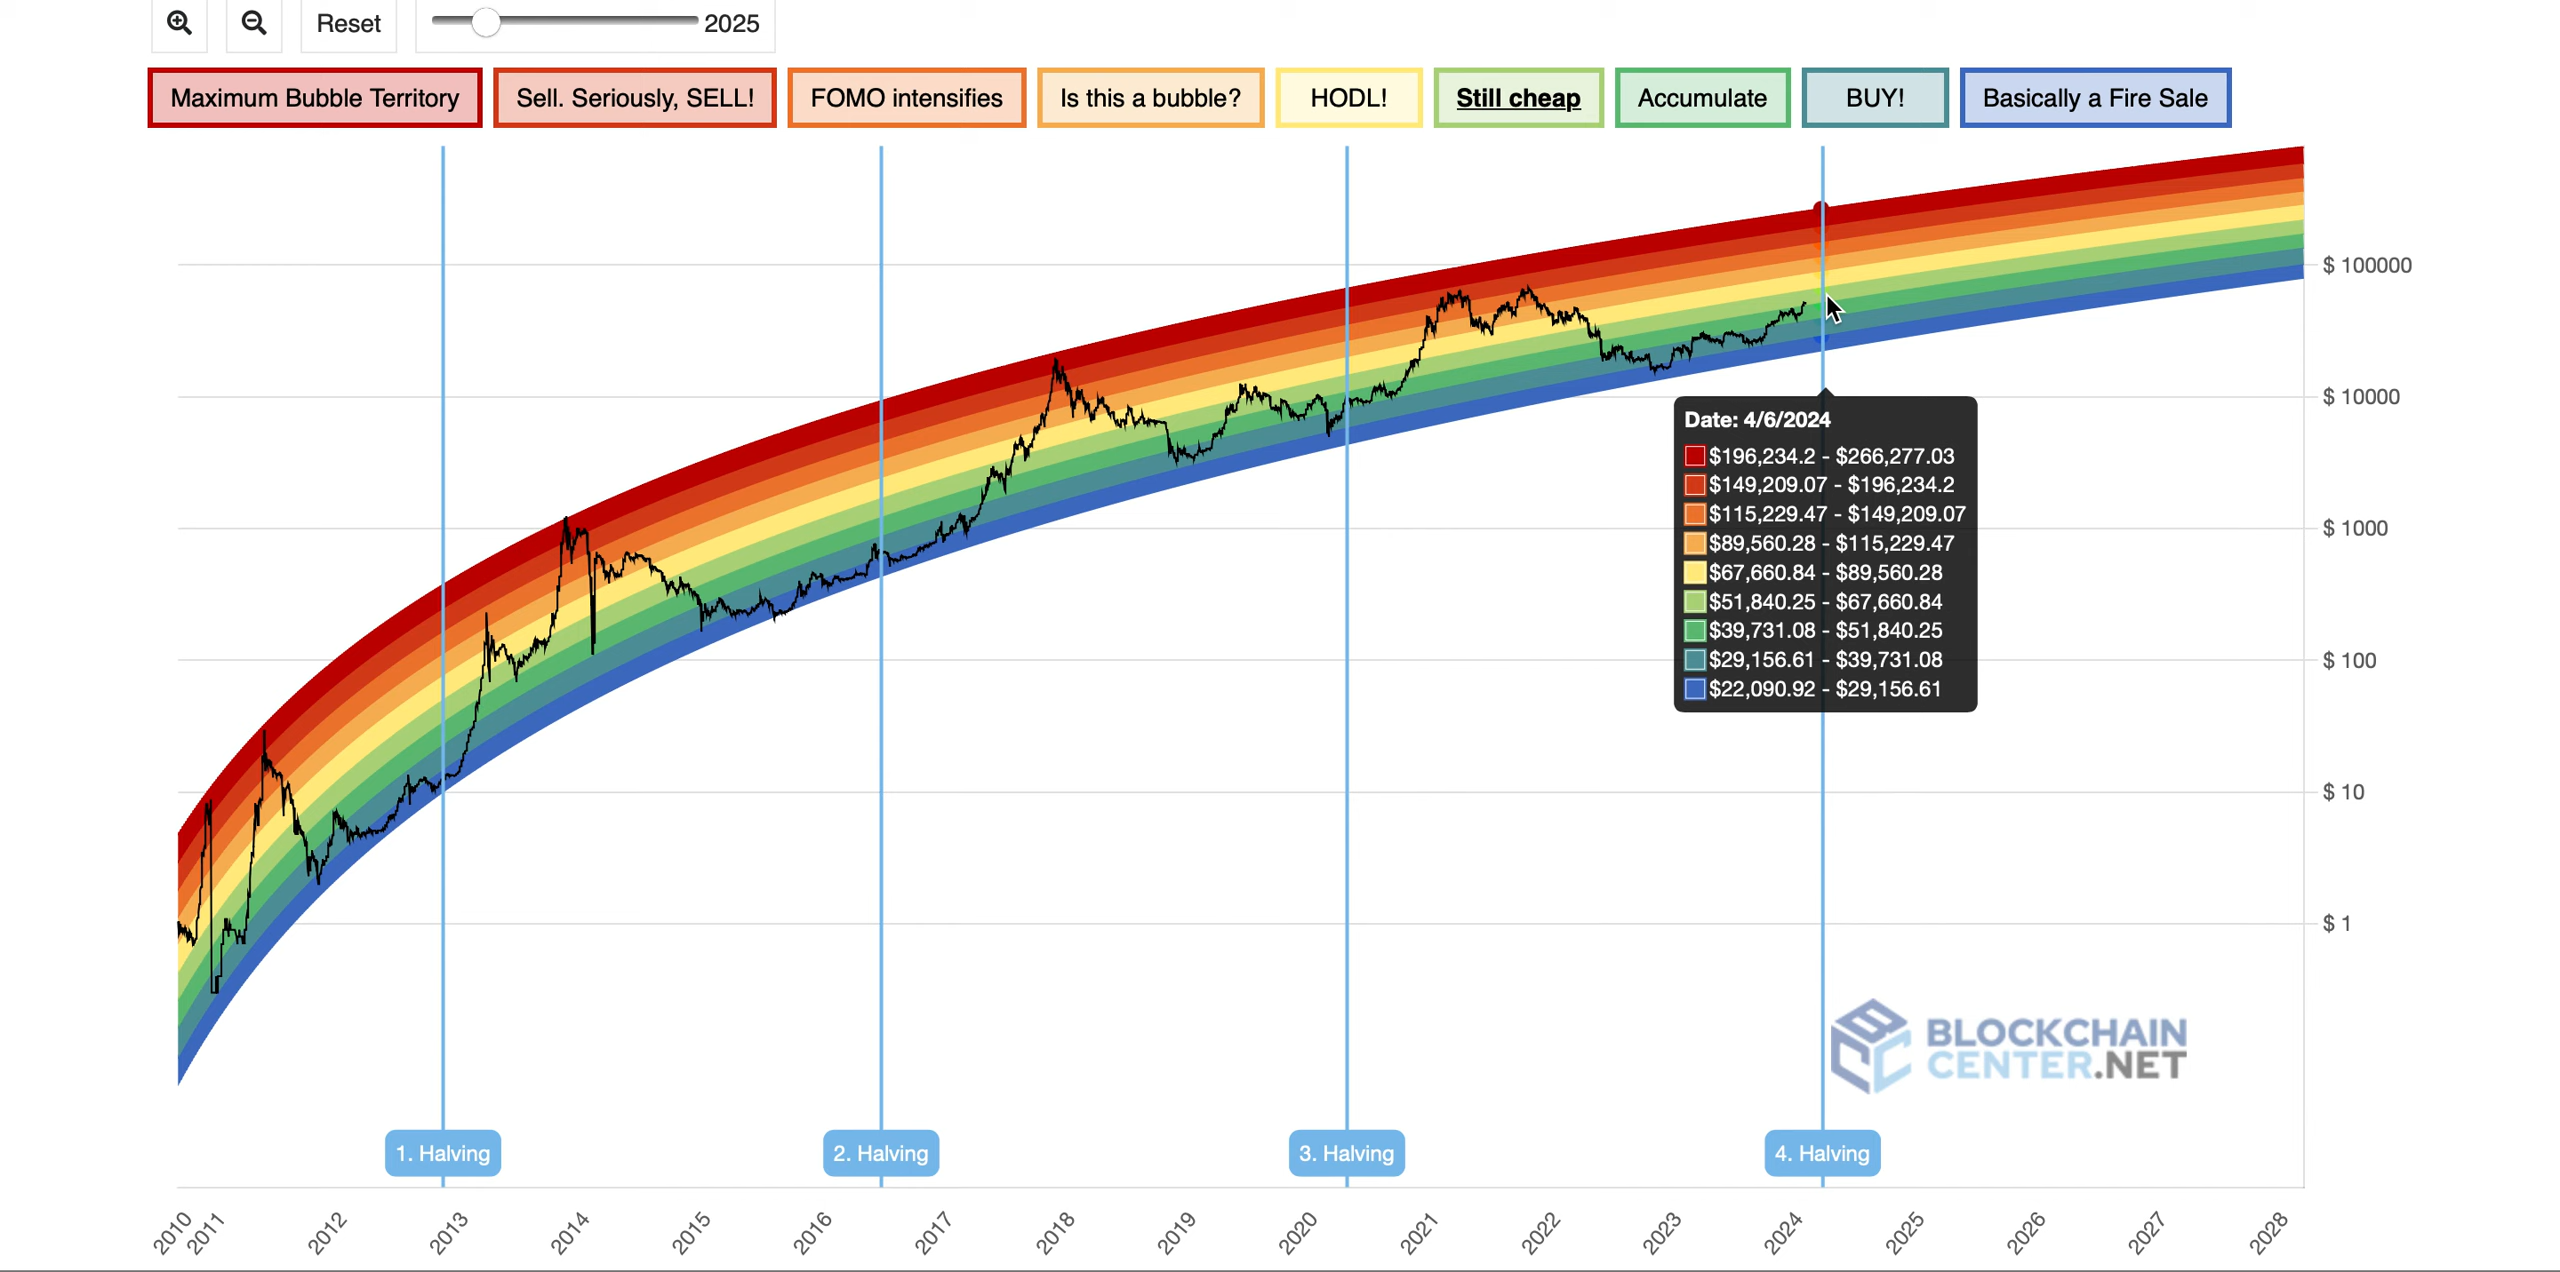 Reset
2025
Maximum Bubble Territory
Sell. Seriously, SELL!
FOMO intensifies
Is this a bubble?
HODL!
Still cheap
Accumulate
BUY!
Basically a Fire Sale
$ 100000
$ 10000
$ 1000
$ 100
$ 10
$ 1
Date: 4/6/2024
$196,234.2 - $266,277.03
$149,209.07 - $196,234.2
$115,229.47 - $149,209.07
$89,560.28 - $115,229.47
$67,660.84 - $89,560.28
$51,840.25 - $67,660.84
$39,731.08 - $51,840.25
$29,156.61 - $39,731.08
$22,090.92 - $29,156.61
BLOCKCHAIN
CENTER.NET
1. Halving
2. Halving
3. Halving
4. Halving
2010
2011
2012
2013
2014
2015
2016
2017
2018
2019
2020
2021
2022
2023
2024
2025
2026
2027
2028